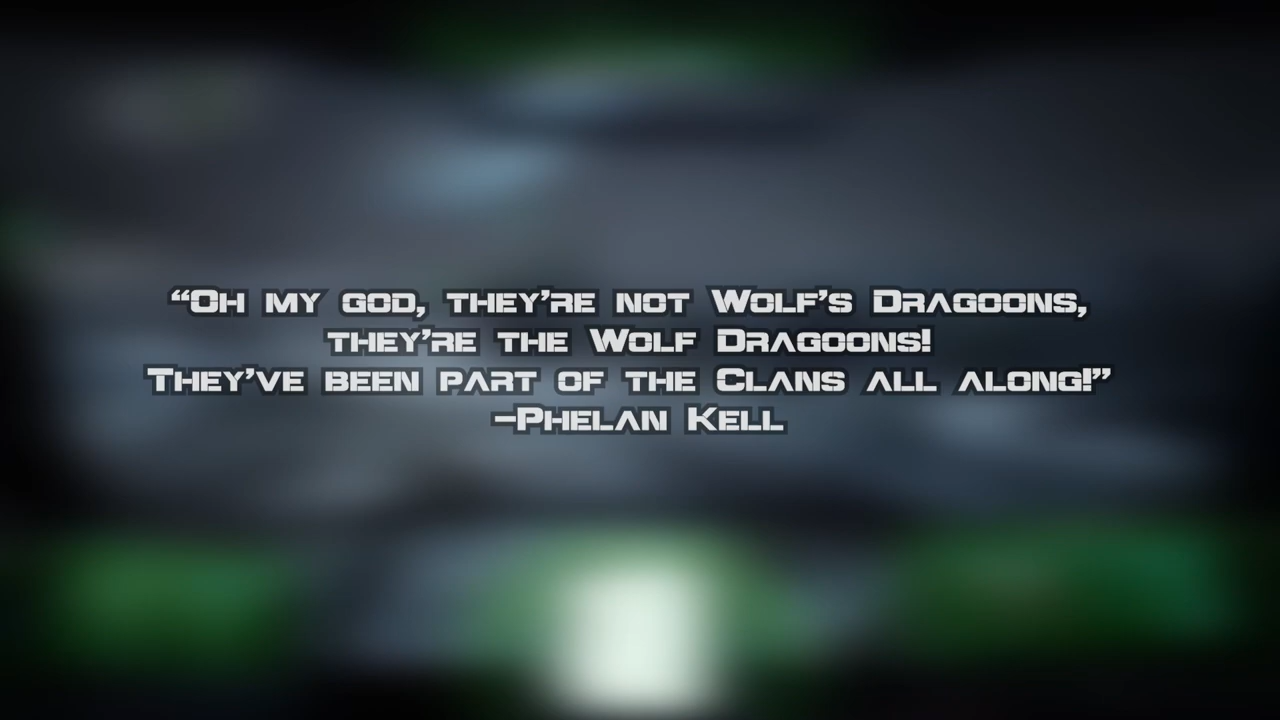 “Oh my god, they’re not Wolf’s Dragoons,
they’re the Wolf Dragoons!
They’ve been part of the Clans all along!”
-Phelan Kell